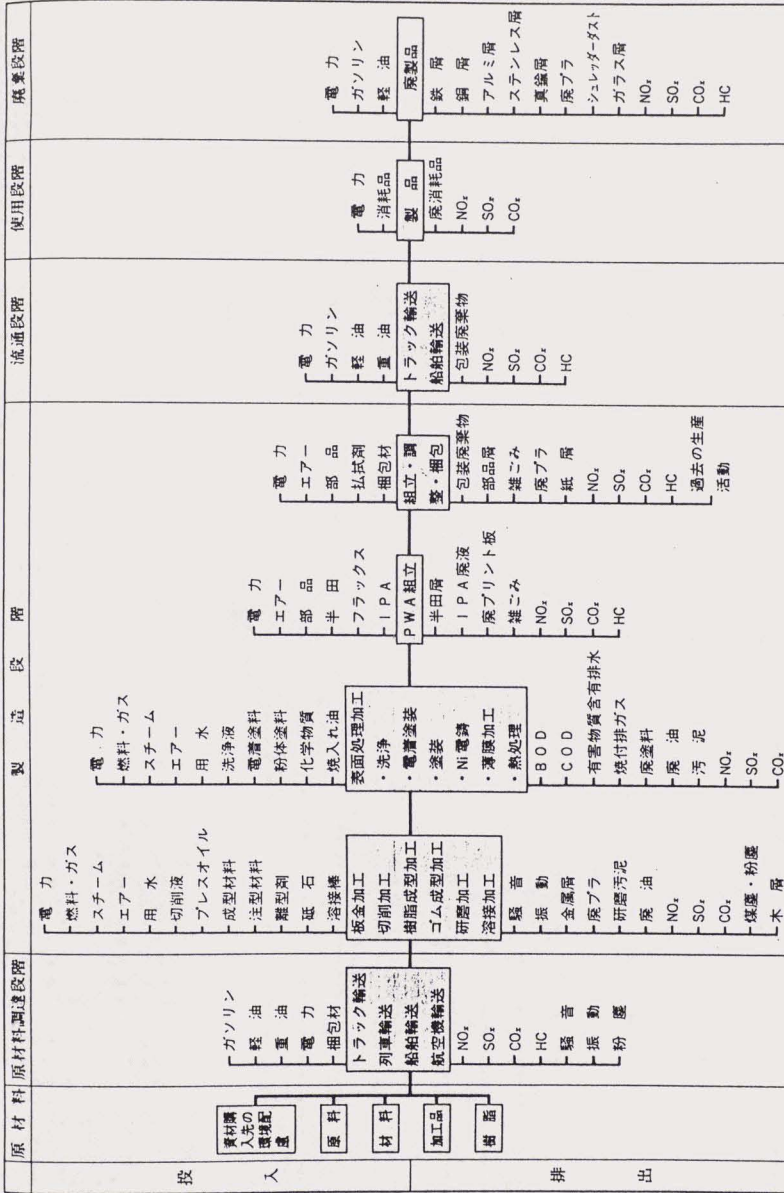 原材料
原材料調達段階
製造段階
流通段階
使用段階
廃棄段階
投入
排出
資材購
入先の
環境配
慮
原料
材料
加工品
樹脂
ガソリン
軽油
重油
電力
梱包材
トラック輸送
列車輸送
船舶輸送
航空機輸送
NOx
SOx
COx
HC
騒音
振動
粉塵
電力
燃料・ガス
スチーム
エアー
用水
切削液
プレスオイル
成型材料
注型材料
離型剤
砥石
溶接棒
板金加工
切削加工
樹脂成型加工
ゴム成型加工
研磨加工
溶接加工
騒音
振動
金属屑
廃プラ
研磨汚泥
廃油
NOx
SOx
COx
煤塵・粉塵
木屑
電力
燃料・ガス
スチーム
エアー
用水
洗浄液
電着塗料
粉体塗料
化学物質
焼入れ油
表面処理加工
・洗浄
・電着塗装
・塗装
・Ni電鋳
・薄膜加工
・熱処理
BOD
COD
有害物質含有排水
焼付排ガス
廃塗料
廃油
汚泥
NOx
SOx
COx
電力
エアー
部品
半田
フラックス
IPA
PWA組立
半田屑
IPA廃液
廃プリント板
雑ごみ
NOx
SOx
COx
HC
電力
エアー
部品
払拭剤
梱包材
組立・調
整・梱包
包装廃棄物
部品屑
雑ごみ
廃プラ
紙屑
NOx
SOx
COx
HC
過去の生産
活動
電力
ガソリン
軽油
重油
トラック輸送
船舶輸送
包装廃棄物
NOx
SOx
COx
HC
電力
消耗品
製品
廃消耗品
NOx
SOx
COx
電力
ガソリン
軽油
廃製品
鉄屑
銅屑
アルミ屑
ステンレス屑
真鍮屑
廃プラ
シュレッダーダスト
ガラス屑
NOx
SOx
COx
HC